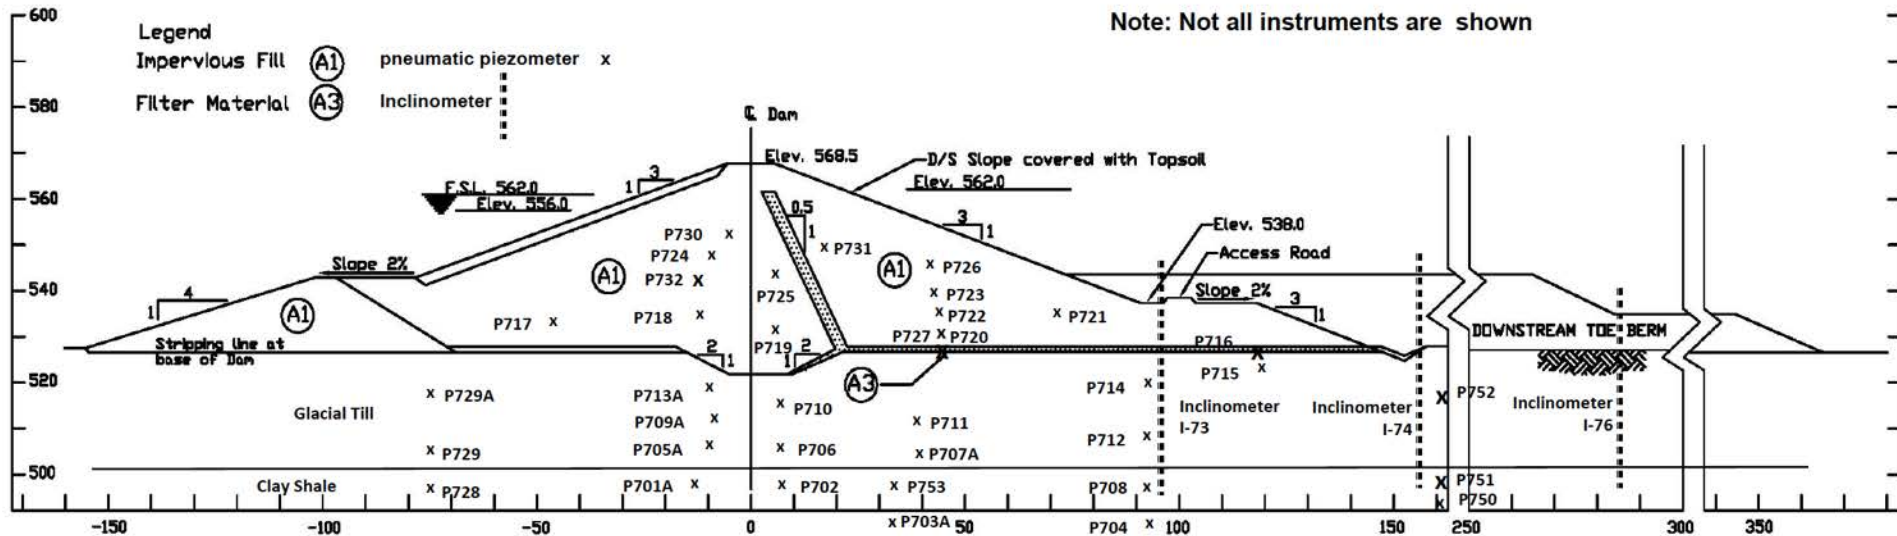 600
Note: Not all instruments are shown
Legend
Impervious Fill A1 pneumatic piezometer x
580
Filter Material A3 Inclinometer
℄ Dam
Elev. 568.5
D/S Slope covered with Topsoil
3
1
F.S.L. 562.0
Elev. 562.0
560
Elev. 556.0
0.5
1
3
1
Elev. 538.0
P730
P731
P724
Access Road
Slope 2%
A1
P732
A1
P726
540
4
1
P725
P723
Slope 2%
3
1
A1
P717
P718
P722
P721
P727
P720
DOWNSTREAM TOE BERM
Stripping line at
base of Dam
2
1
P719
1
2
P716
P715
520
P729A
P713A
A3
P714
P752
Glacial Till
P710
Inclinometer
I-73
Inclinometer
I-74
Inclinometer
I-76
P709A
P711
P712
P729
P705A
P706
P707A
500
Clay Shale
P728
P701A
P702
P753
P708
P751
P750
P703A
P704
-150 -100 -50 0 50 100 150 250 300 350